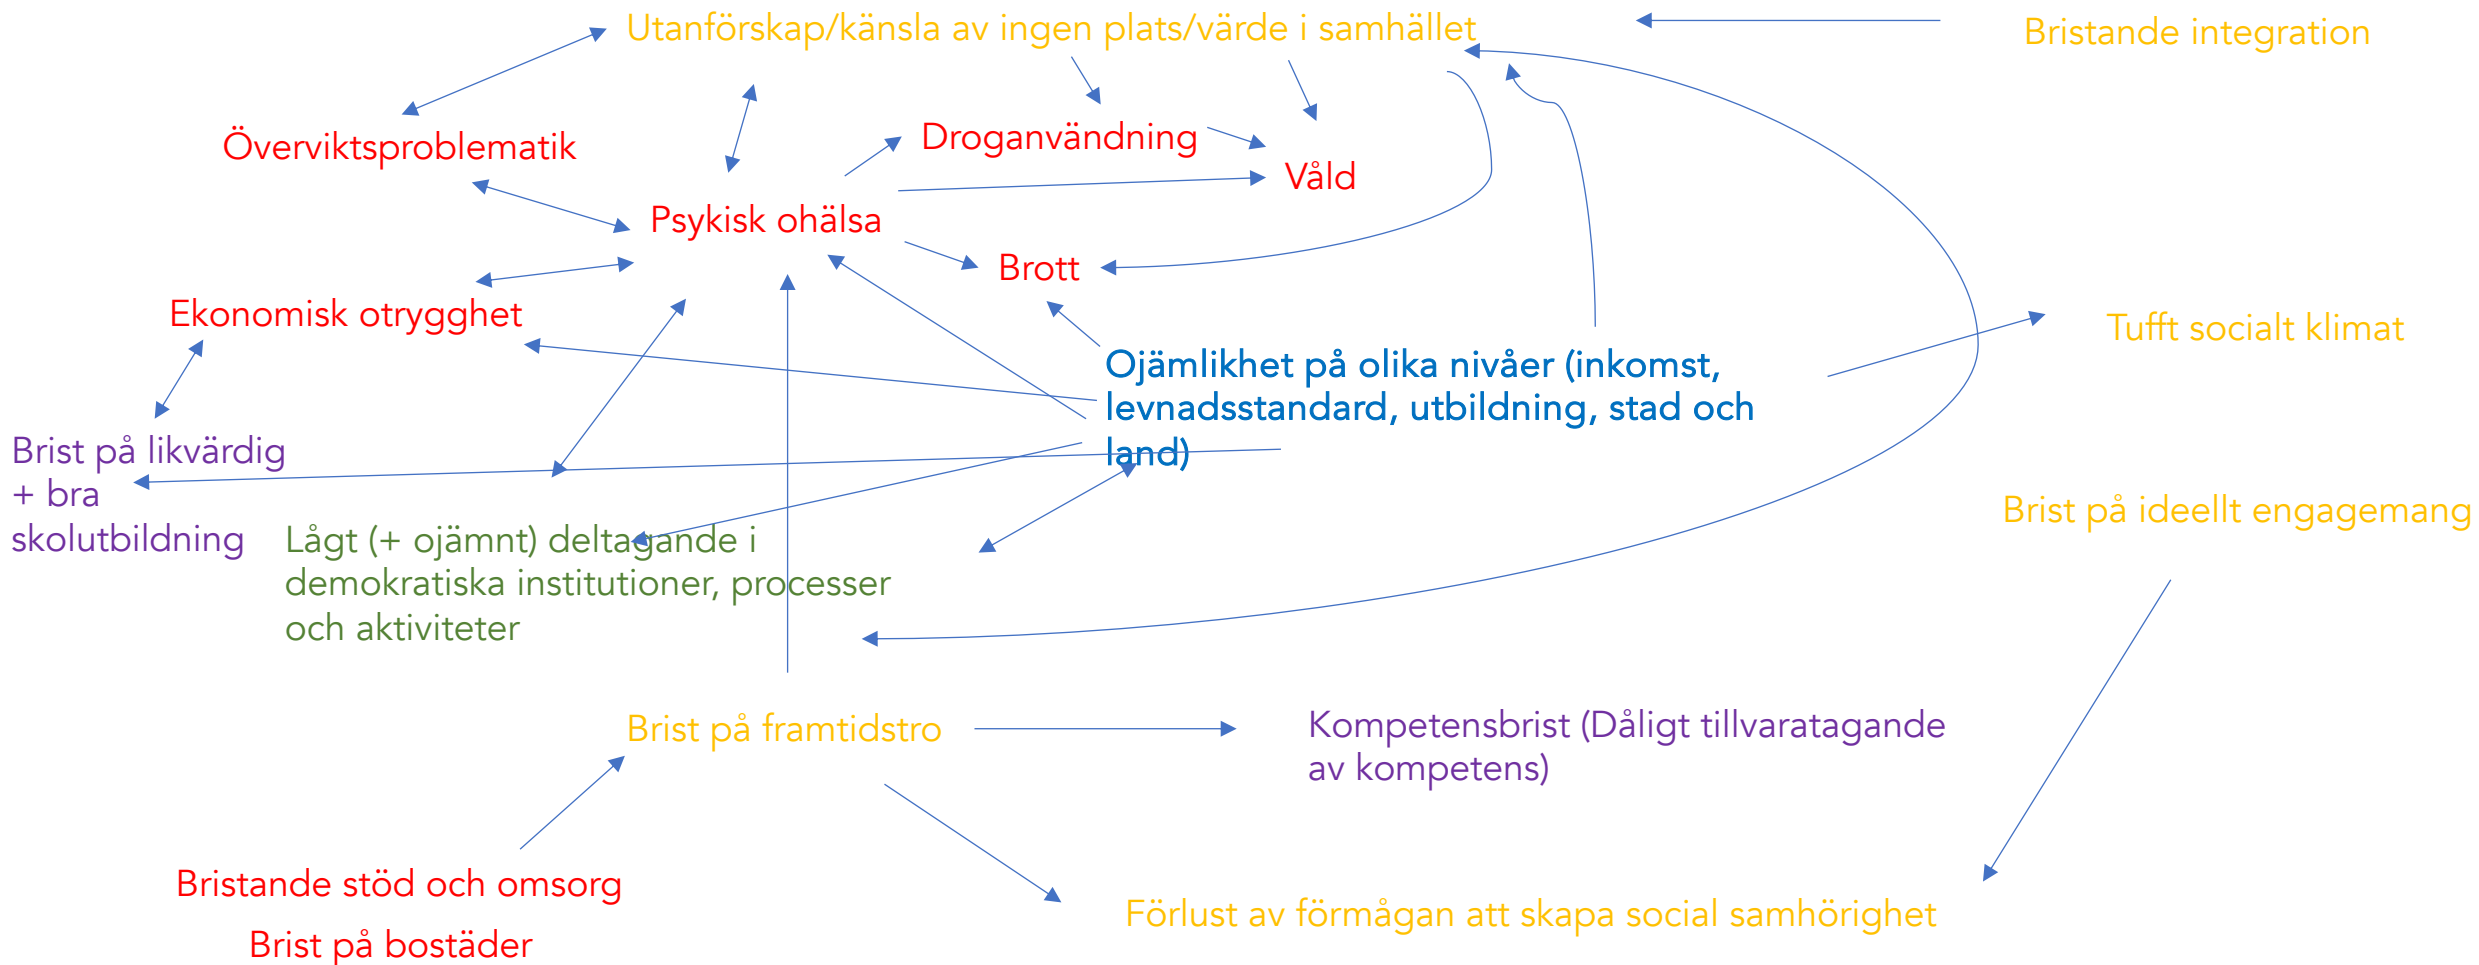 Utanförskap/känsla av ingen plats/värde i samhället
Bristande integration
Överviktsproblematik
Droganvändning
Våld
Psykisk ohälsa
Brott
Ekonomisk otrygghet
Tufft socialt klimat
Ojämlikhet på olika nivåer (inkomst,
levnadsstandard, utbildning, stad och
land)
Brist på likvärdig
+ bra
skolutbildning
Brist på ideellt engagemang
Lågt (+ ojämnt) deltagande i
demokratiska institutioner, processer
och aktiviteter
Brist på framtidstro
Kompetensbrist (Dåligt tillvaratagande
av kompetens)
Bristande stöd och omsorg
Förlust av förmågan att skapa social samhörighet
Brist på bostäder